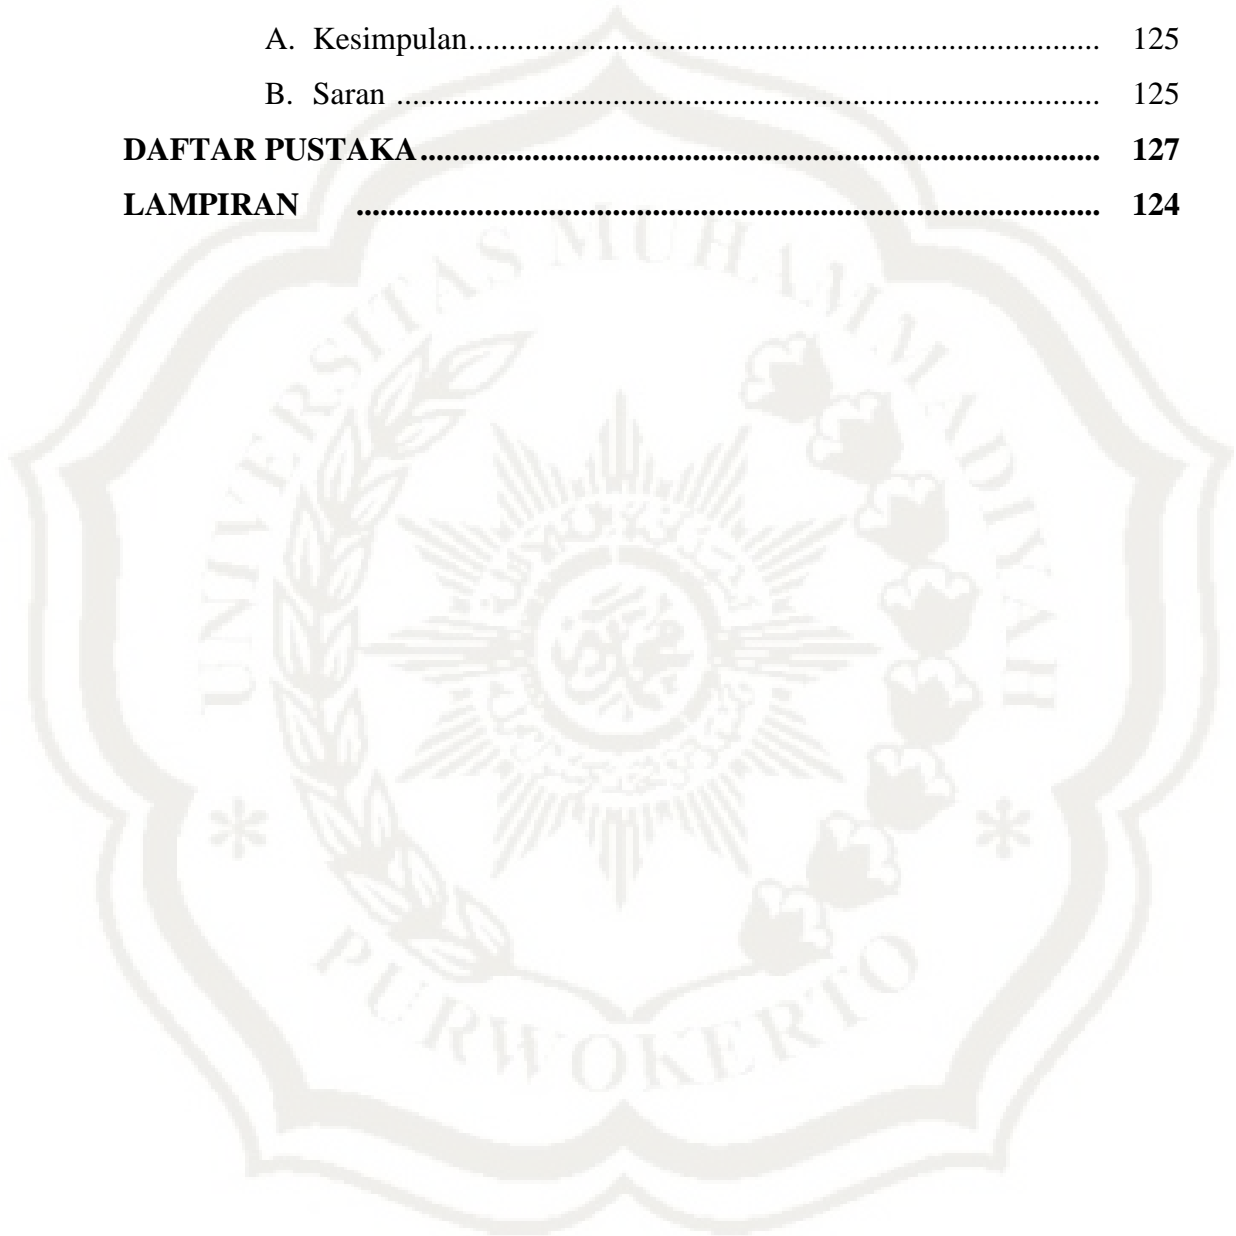 A. Kesimpulan............................................................................... 125
B. Saran ........................................................................................ 125
DAFTAR PUSTAKA..................................................................................... 127
LAMPIRAN ............................................................................................. 124
UNIVERSITAS MUHAMMADIYAH
* *
PURWOKERTO